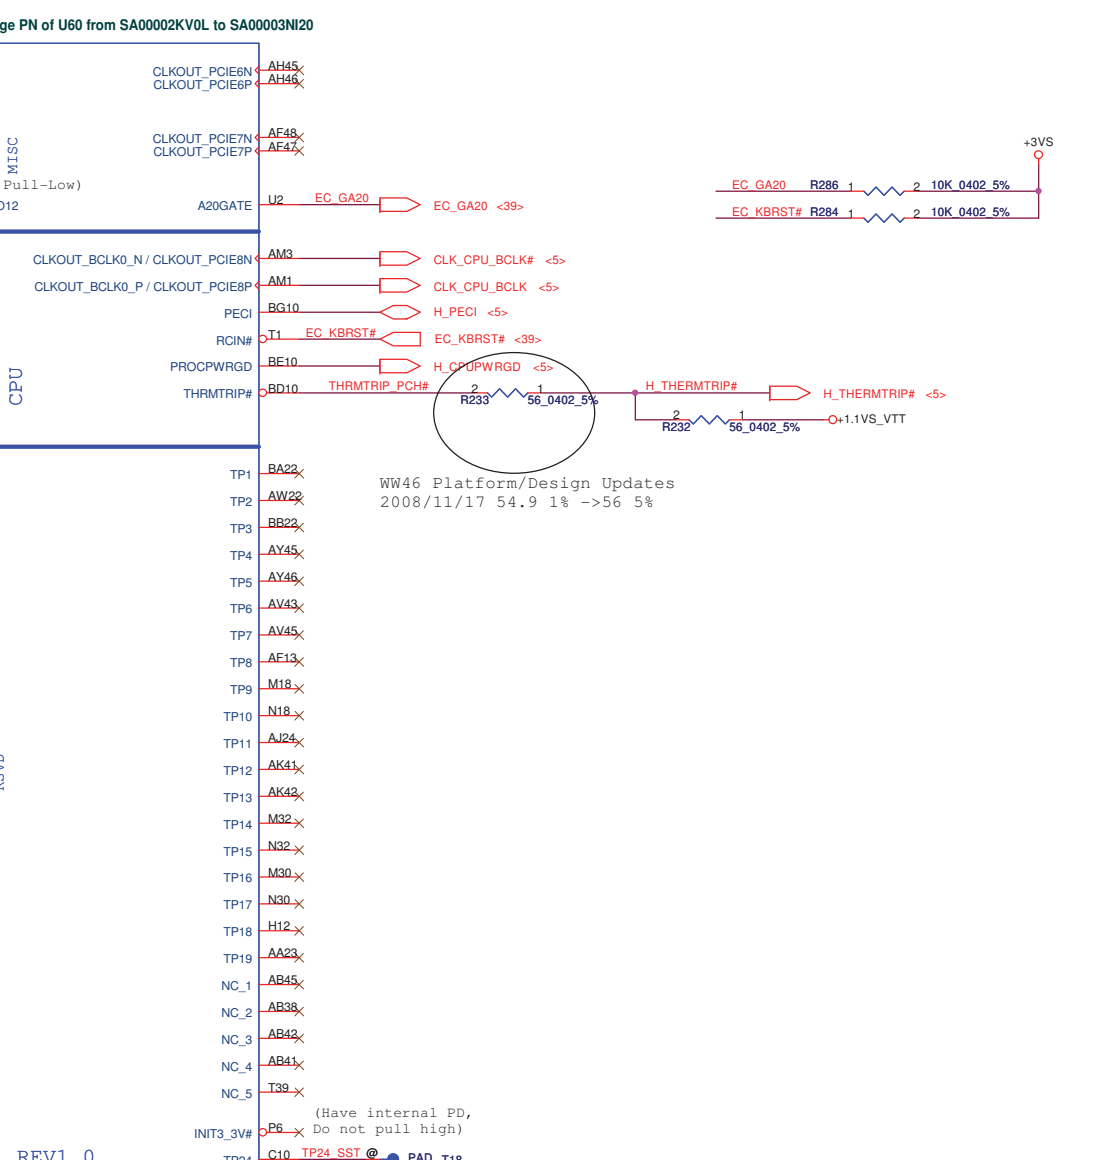 ge PN of U60 from SA00002KV0L to SA00003NI20
CLKOUT_PCIE6N AH45
CLKOUT_PCIE6P AH46
CLKOUT_PCIE7N AF48
CLKOUT_PCIE7P AF47
MISC
Pull-Low)
D12
A20GATE U2 EC_GA20 EC_GA20 <39>
+3VS
EC_GA20 R286 1 2 10K_0402_5%
EC_KBRST# R284 1 2 10K_0402_5%
CLKOUT_BCLK0_N / CLKOUT_PCIE8N AM3 CLK_CPU_BCLK# <5>
CLKOUT_BCLK0_P / CLKOUT_PCIE8P AM1 CLK_CPU_BCLK <5>
PECI BG10 H_PECI <5>
RCIN# T1 EC_KBRST# EC_KBRST# <39>
PROCPWRGD BE10 H_CPUPWRGD <5>
CPU
THRMTRIP# BD10 THRMTRIP_PCH# 2 1 H_THERMTRIP# H_THERMTRIP# <5>
R233 56_0402_5%
2 1 +1.1VS_VTT
R232 56_0402_5%
WW46 Platform/Design Updates
2008/11/17 54.9 1% ->56 5%
TP1 BA22
TP2 AW22
TP3 BB22
TP4 AY45
TP5 AY46
TP6 AV43
TP7 AV45
TP8 AF13
TP9 M18
TP10 N18
TP11 AJ24
TP12 AK41
TP13 AK42
TP14 M32
TP15 N32
TP16 M30
TP17 N30
TP18 H12
TP19 AA23
NC_1 AB45
NC_2 AB38
NC_3 AB42
NC_4 AB41
NC_5 T39
RSVD
(Have internal PD,
Do not pull high)
INIT3_3V# P6
TP24 C10 TP24_SST @ PAD T18
REV1.0